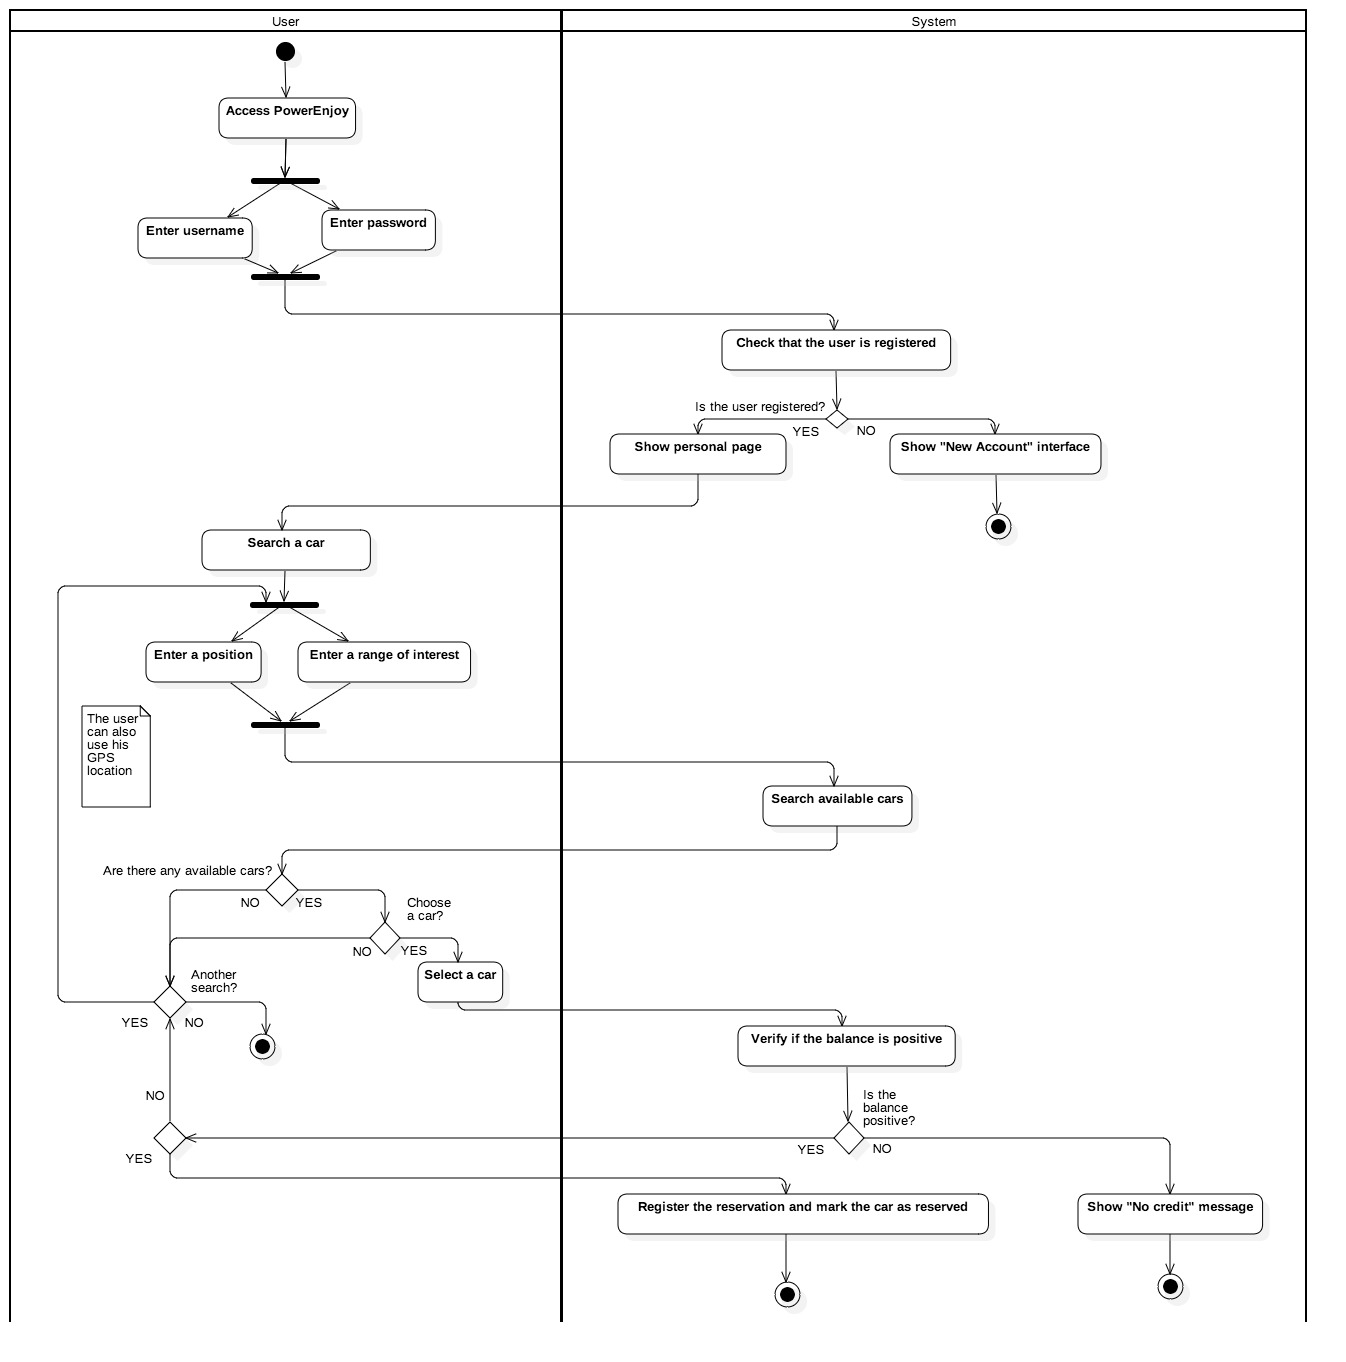 User
System
Access PowerEnjoy
Enter username
Enter password
Check that the user is registered
Is the user registered?
YES
NO
Show personal page
Show "New Account" interface
Search a car
Enter a position
Enter a range of interest
The user
can also
use his
GPS
location
Search available cars
Are there any available cars?
NO
YES
Choose
a car?
NO
YES
Select a car
Another
search?
YES
NO
Verify if the balance is positive
Is the
balance
positive?
YES
NO
NO
YES
Register the reservation and mark the car as reserved
Show "No credit" message